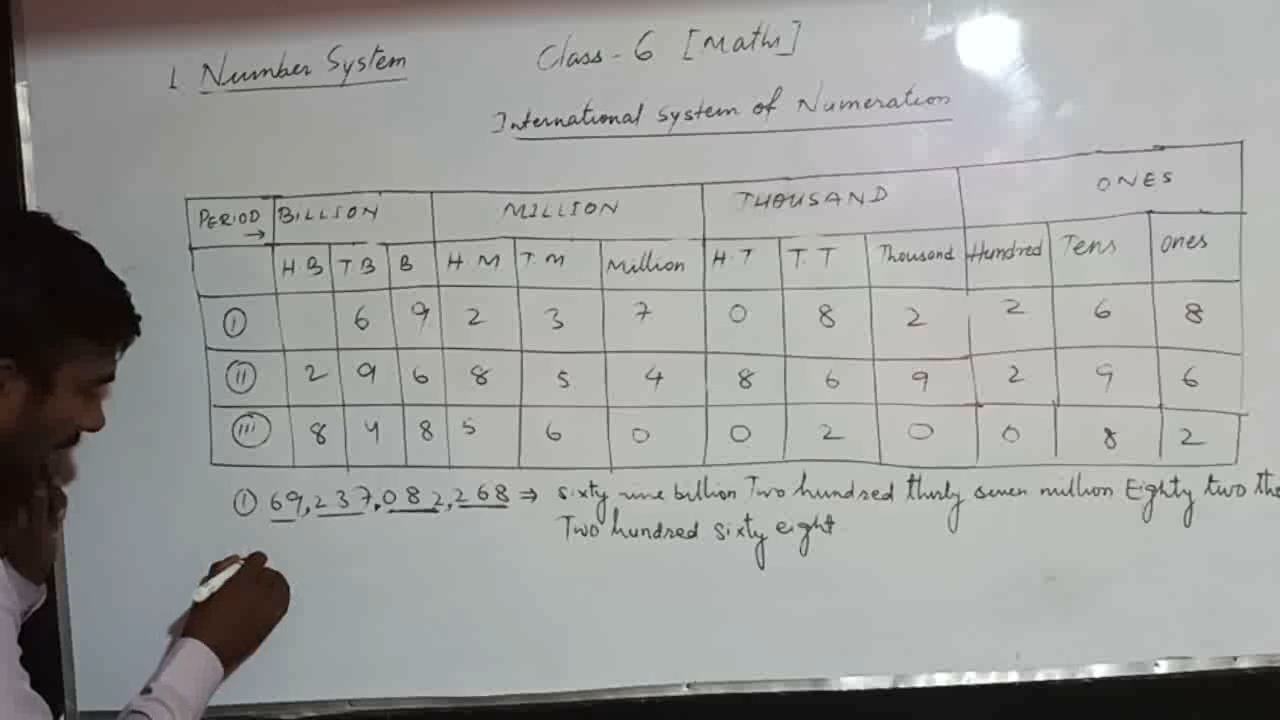 1. Number System
Class-6 [Maths]
International System of Numeration
PERIOD → BILLION MILLION THOUSAND ONES
H.B T.B B H.M T.M Million H.T T.T Thousand Hundred Tens Ones
(i) 6 9 2 3 7 0 8 2 2 6 8
(ii) 2 9 6 8 5 4 8 6 9 2 9 6
(iii) 8 4 8 5 6 0 0 2 0 0 8 2
(i) 69,237,082,268 ⇒ Sixty nine billion Two hundred thirty seven million Eighty two tho
Two hundred sixty eight